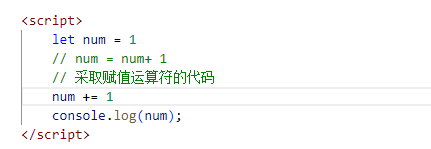 <script>
let num = 1
// num = num+ 1
// 采取赋值运算符的代码
num += 1
console.log(num);
</script>